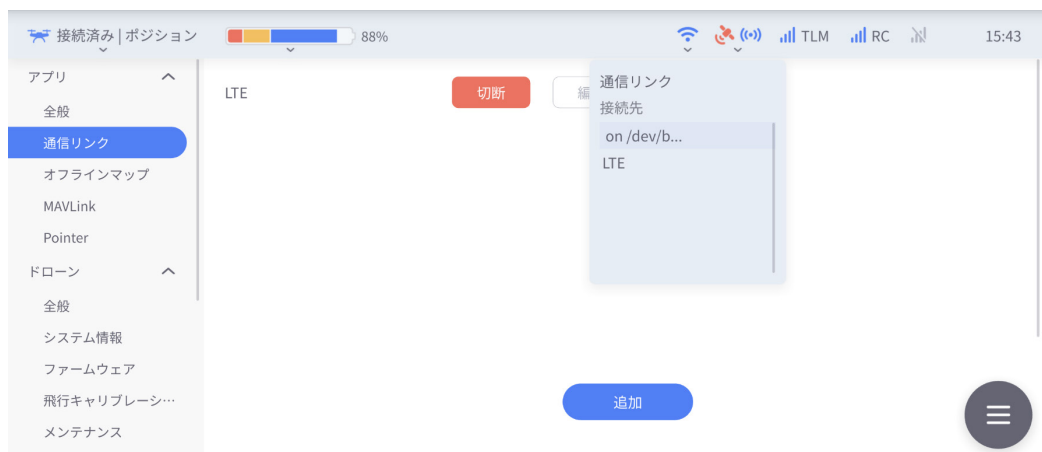 接続済み | ポジション 88% TLM RC 15:43
アプリ
全般
通信リンク
オフラインマップ
MAVLink
Pointer
ドローン
全般
システム情報
ファームウェア
飛行キャリブレーシ…
メンテナンス
LTE 切断 編
通信リンク
接続先
on /dev/b...
LTE
追加